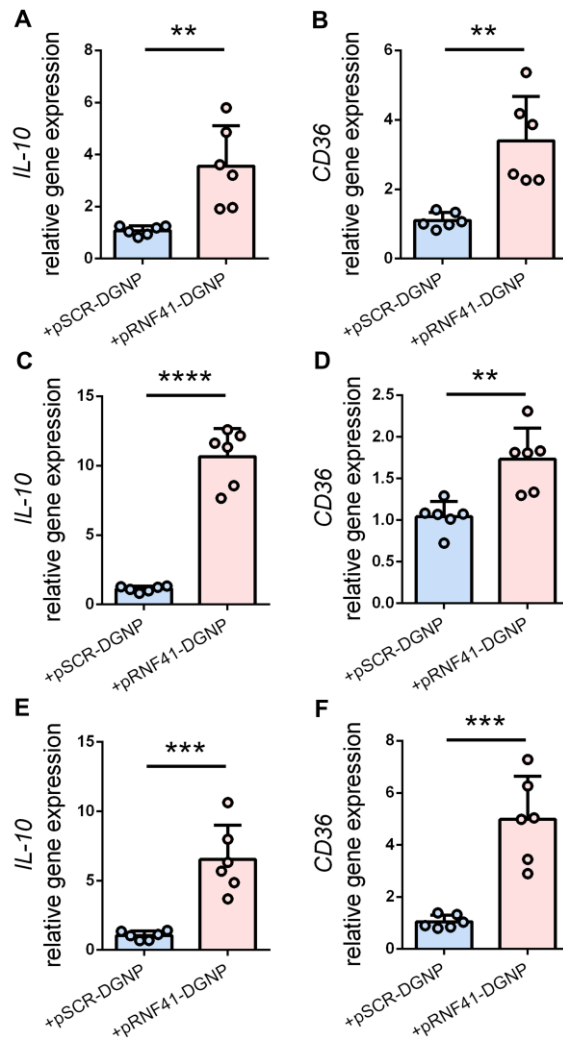 A
**
IL-10
relative gene expression
8
6
4
2
0
+pSCR-DGNP
+pRNF41-DGNP
B
**
CD36
relative gene expression
6
4
2
0
+pSCR-DGNP
+pRNF41-DGNP
C
****
IL-10
relative gene expression
15
10
5
0
+pSCR-DGNP
+pRNF41-DGNP
D
**
CD36
relative gene expression
2.5
2.0
1.5
1.0
0.5
0.0
+pSCR-DGNP
+pRNF41-DGNP
E
***
IL-10
relative gene expression
15
10
5
0
+pSCR-DGNP
+pRNF41-DGNP
F
***
CD36
relative gene expression
8
6
4
2
0
+pSCR-DGNP
+pRNF41-DGNP